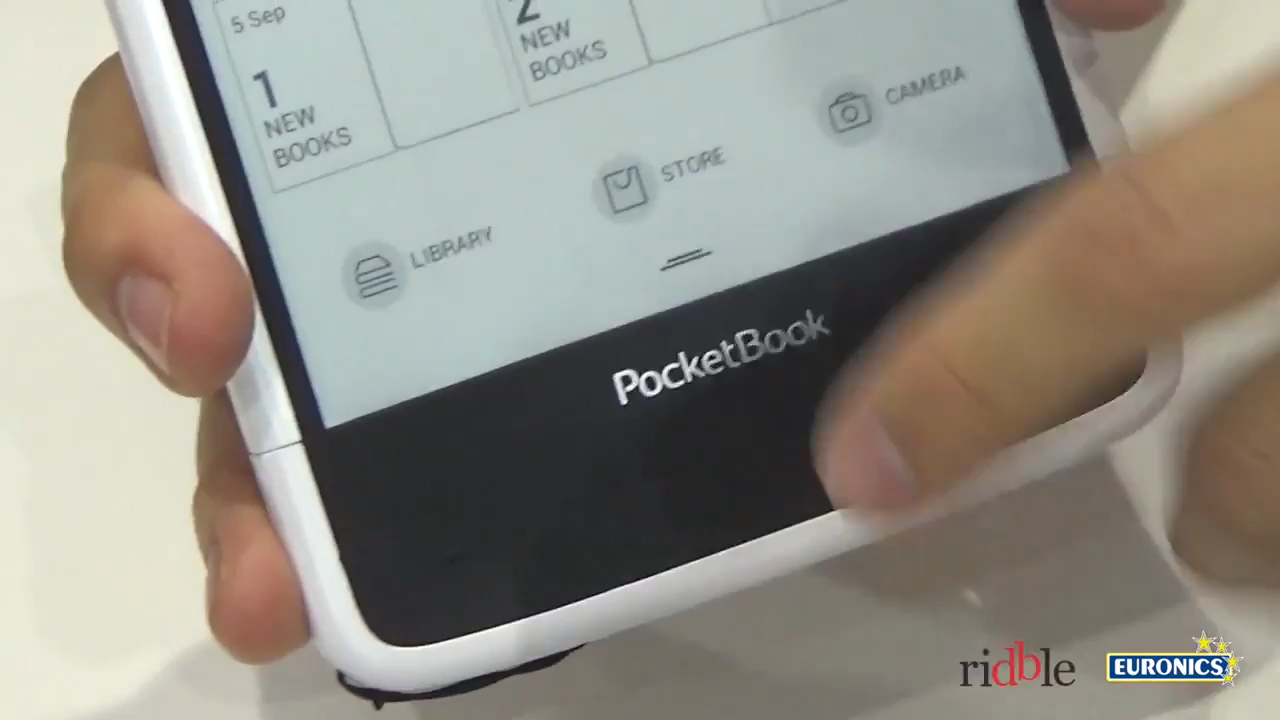 5 Sep
1
NEW
BOOKS
2
NEW
BOOKS
LIBRARY
STORE
CAMERA
PocketBook
ridble
EURONICS